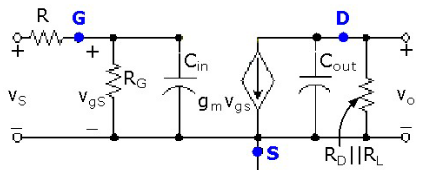 R G D
+ + C_in C_out +
R_G
v_S v_gs g_m v_gs v_o
− − −
S R_D||R_L